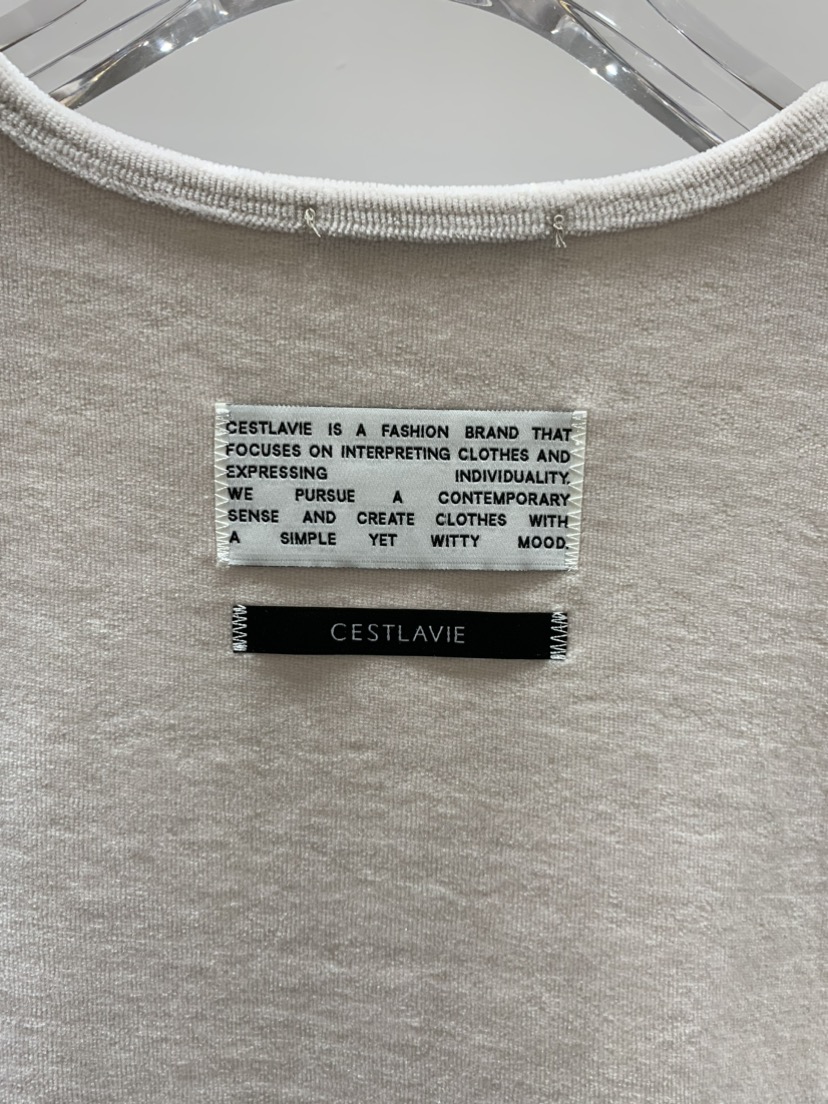 CESTLAVIE IS A FASHION BRAND THAT
FOCUSES ON INTERPRETING CLOTHES AND
EXPRESSING INDIVIDUALITY.
WE PURSUE A CONTEMPORARY
SENSE AND CREATE CLOTHES WITH
A SIMPLE YET WITTY MOOD.
CESTLAVIE